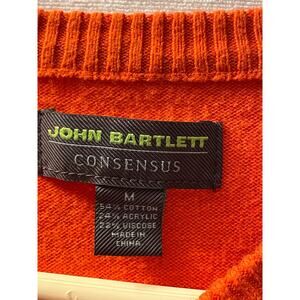 JOHN BARTLETT
CONSENSUS
M
54% COTTON
24% ACRYLIC
22% VISCOSE
MADE IN
CHINA